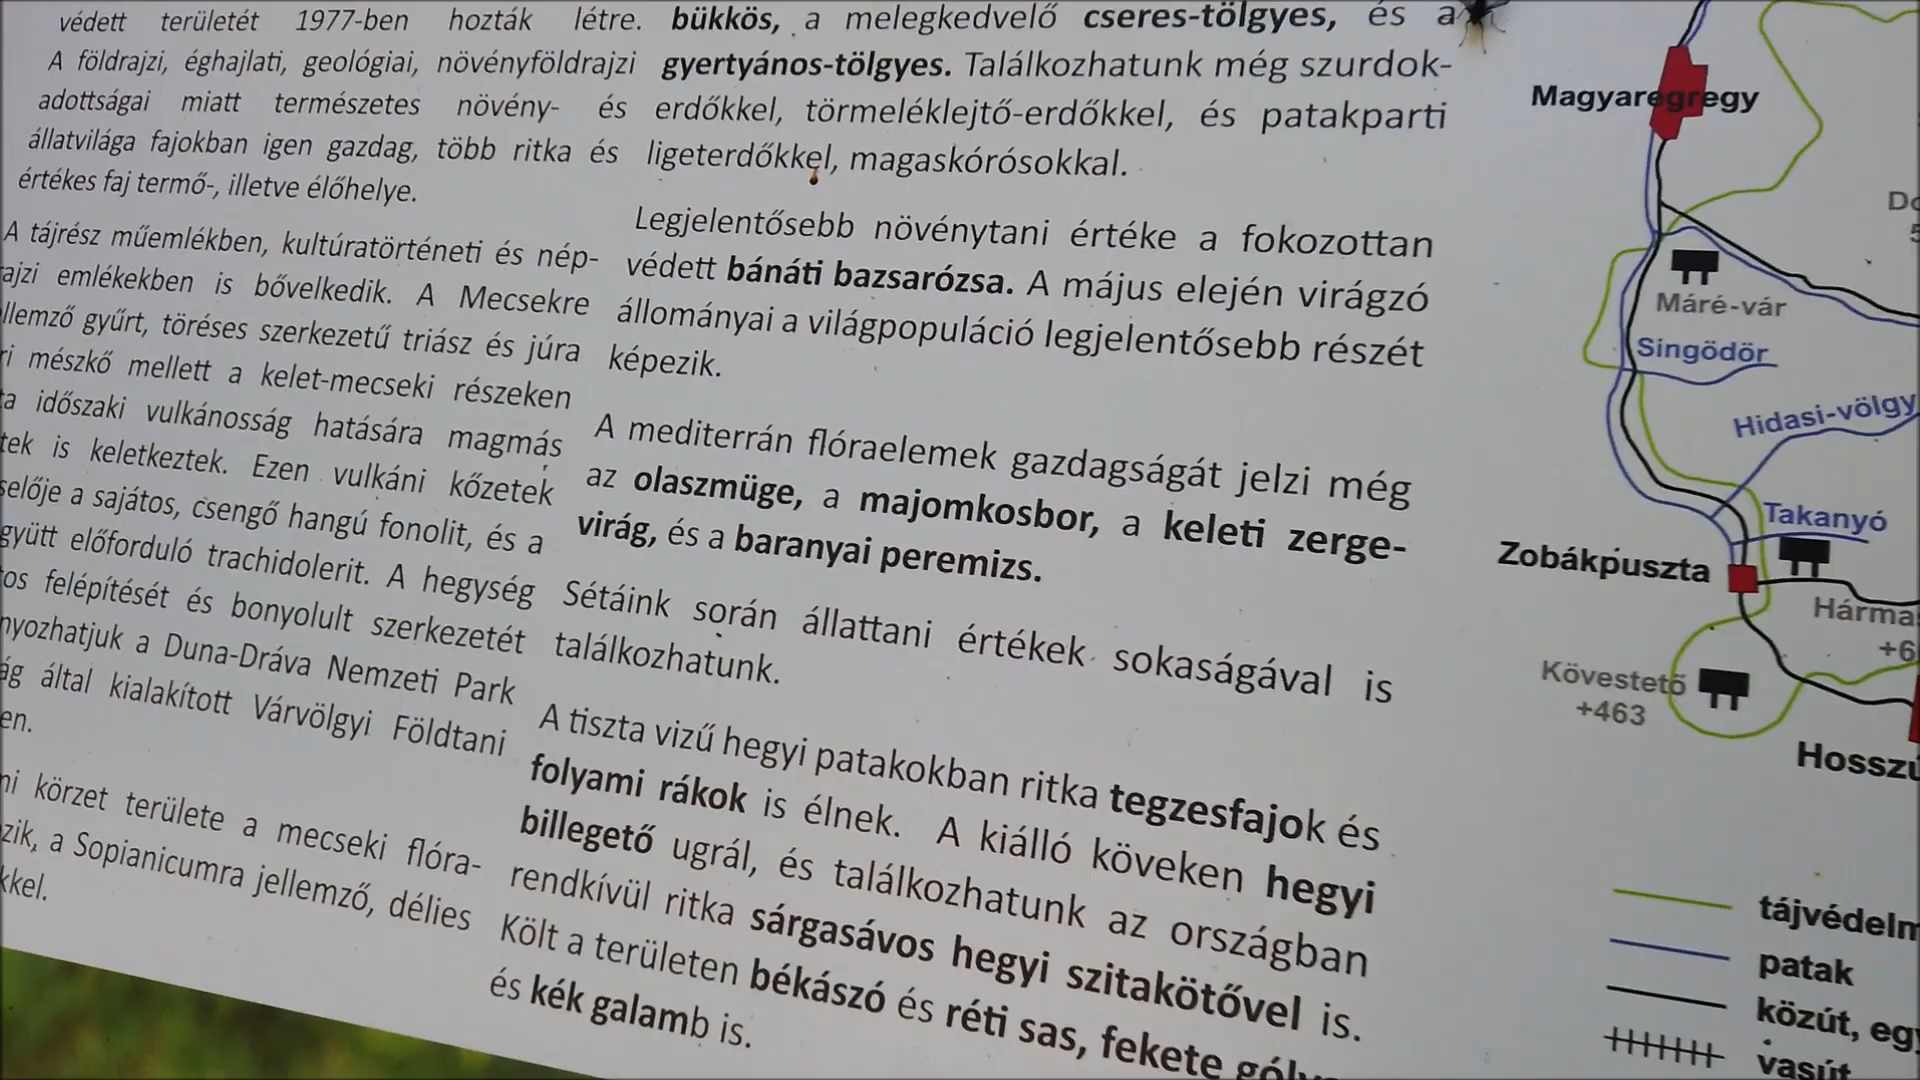 védett területét 1977-ben hozták létre.
A földrajzi, éghajlati, geológiai, növényföldrajzi
adottságai miatt természetes növény- és
állatvilága fajokban igen gazdag, több ritka és
értékes faj termő-, illetve élőhelye.
A tájrész műemlékben, kultúratörténeti és nép-
rajzi emlékekben is bővelkedik. A Mecsekre
llemző gyűrt, töréses szerkezetű triász és júra
ri mészkő mellett a kelet-mecseki részeken
ta időszaki vulkánosság hatására magmás
tek is keletkeztek. Ezen vulkáni kőzetek
selője a sajátos, csengő hangú fonolit, és a
gyütt előforduló trachidolerit. A hegység
os felépítését és bonyolult szerkezetét
nyozhatjuk a Duna-Dráva Nemzeti Park
ág által kialakított Várvölgyi Földtani
en.
ni körzet területe a mecseki flóra-
zik, a Sopianicumra jellemző, délies
kkel.
bükkös, a melegkedvelő cseres-tölgyes, és a
gyertyános-tölgyes. Találkozhatunk még szurdok-
erdőkkel, törmeléklejtő-erdőkkel, és patakparti
ligeterdőkkel, magaskórósokkal.
Legjelentősebb növénytani értéke a fokozottan
védett bánáti bazsarózsa. A május elején virágzó
állományai a világpopuláció legjelentősebb részét
képezik.
A mediterrán flóraelemek gazdagságát jelzi még
az olaszmüge, a majomkosbor, a keleti zerge-
virág, és a baranyai peremizs.
Sétáink során állattani értékek sokaságával is
találkozhatunk.
A tiszta vizű hegyi patakokban ritka tegzesfajok és
folyami rákok is élnek. A kiálló köveken hegyi
billegető ugrál, és találkozhatunk az országban
rendkívül ritka sárgasávos hegyi szitakötővel is.
Költ a területen békászó és réti sas, fekete gólya
és kék galamb is.
Magyaregregy
Máré-vár
Singödör
Hidasi-völgy
Takanyó
Zobákpuszta
Hárma
+6
Kövestető
+463
Hosszú
tájvédelm
patak
közút, egy
vasút